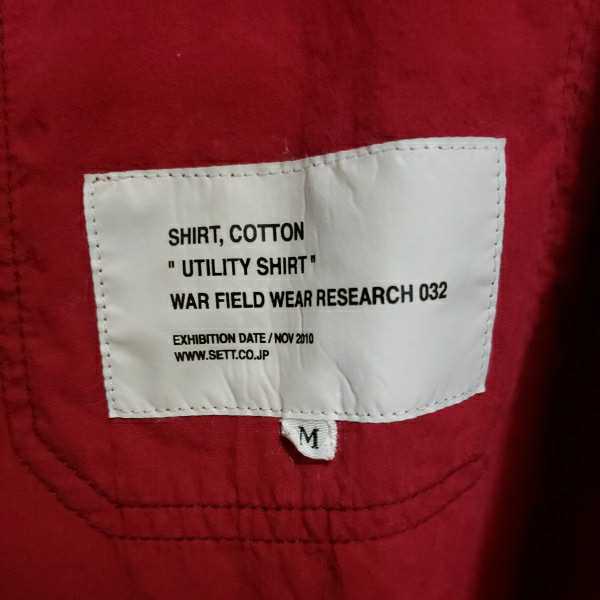 SHIRT, COTTON
" UTILITY SHIRT "
WAR FIELD WEAR RESEARCH 032
EXHIBITION DATE / NOV 2010
WWW.SETT.CO.JP
M